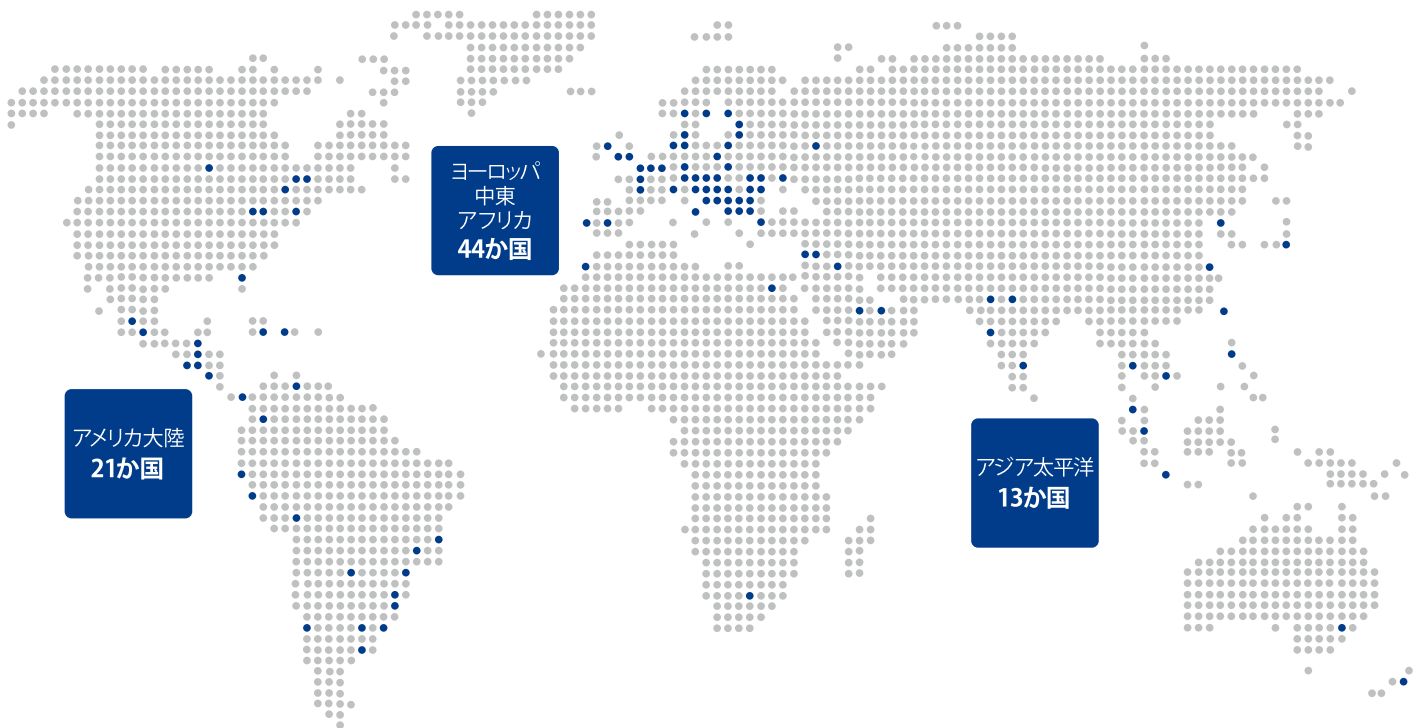 ヨーロッパ
中東
アフリカ
44か国
アメリカ大陸
21か国
アジア太平洋
13か国